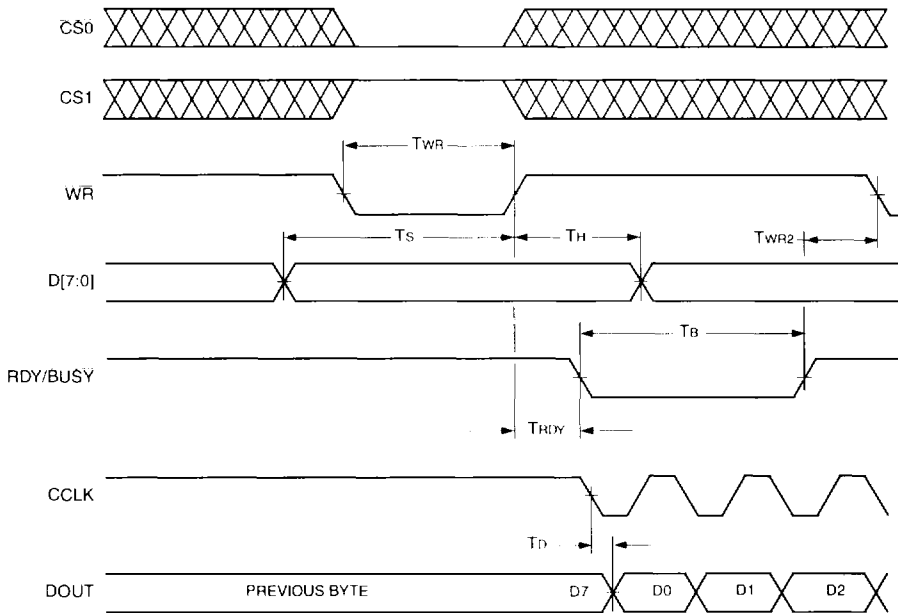 C̅S̅0̅
CS1
TWR
WR̅
TS
TH
TWR2
D[7:0]
TB
RDY/BUSY̅
TRDY
CCLK
TD
DOUT
PREVIOUS BYTE
D7
D0
D1
D2